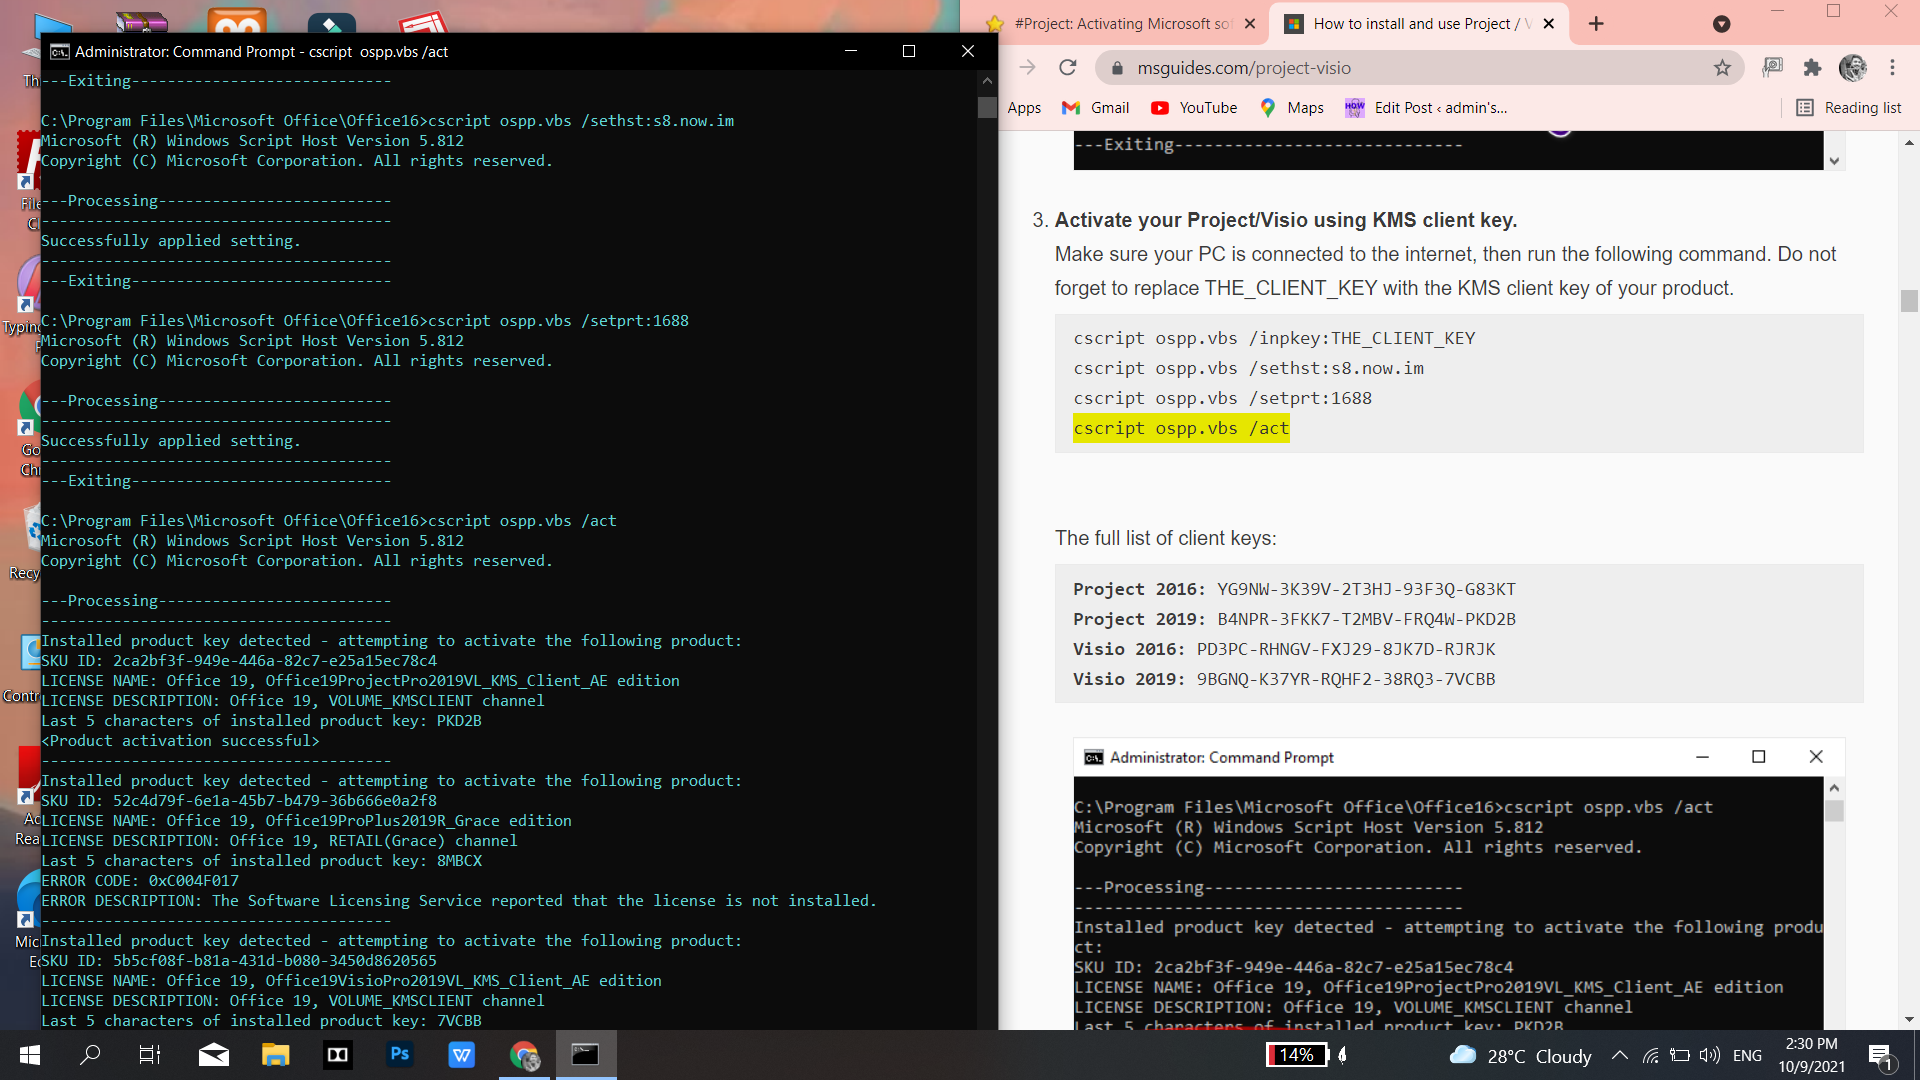 Administrator: Command Prompt - cscript  ospp.vbs /act
---Exiting-----------------------------
C:\Program Files\Microsoft Office\Office16>cscript ospp.vbs /sethst:s8.now.im
Microsoft (R) Windows Script Host Version 5.812
Copyright (C) Microsoft Corporation. All rights reserved.
---Processing--------------------------
---------------------------------------
Successfully applied setting.
---------------------------------------
---Exiting-----------------------------
C:\Program Files\Microsoft Office\Office16>cscript ospp.vbs /setprt:1688
Microsoft (R) Windows Script Host Version 5.812
Copyright (C) Microsoft Corporation. All rights reserved.
---Processing--------------------------
---------------------------------------
Successfully applied setting.
---------------------------------------
---Exiting-----------------------------
C:\Program Files\Microsoft Office\Office16>cscript ospp.vbs /act
Microsoft (R) Windows Script Host Version 5.812
Copyright (C) Microsoft Corporation. All rights reserved.
---Processing--------------------------
---------------------------------------
Installed product key detected - attempting to activate the following product:
SKU ID: 2ca2bf3f-949e-446a-82c7-e25a15ec78c4
LICENSE NAME: Office 19, Office19ProjectPro2019VL_KMS_Client_AE edition
LICENSE DESCRIPTION: Office 19, VOLUME_KMSCLIENT channel
Last 5 characters of installed product key: PKD2B
<Product activation successful>
---------------------------------------
Installed product key detected - attempting to activate the following product:
SKU ID: 52c4d79f-6e1a-45b7-b479-36b666e0a2f8
LICENSE NAME: Office 19, Office19ProPlus2019R_Grace edition
LICENSE DESCRIPTION: Office 19, RETAIL(Grace) channel
Last 5 characters of installed product key: 8MBCX
ERROR CODE: 0xC004F017
ERROR DESCRIPTION: The Software Licensing Service reported that the license is not installed.
---------------------------------------
Installed product key detected - attempting to activate the following product:
SKU ID: 5b5cf08f-b81a-431d-b080-3450d8620565
LICENSE NAME: Office 19, Office19VisioPro2019VL_KMS_Client_AE edition
LICENSE DESCRIPTION: Office 19, VOLUME_KMSCLIENT channel
Last 5 characters of installed product key: 7VCBB
#Project: Activating Microsoft so
How to install and use Project / V
msguides.com/project-visio
Apps
Gmail
YouTube
Maps
Edit Post ‹ admin's...
Reading list
---Exiting-----------------------------
3. Activate your Project/Visio using KMS client key.
Make sure your PC is connected to the internet, then run the following command. Do not
forget to replace THE_CLIENT_KEY with the KMS client key of your product.
cscript ospp.vbs /inpkey:THE_CLIENT_KEY
cscript ospp.vbs /sethst:s8.now.im
cscript ospp.vbs /setprt:1688
cscript ospp.vbs /act
The full list of client keys:
Project 2016: YG9NW-3K39V-2T3HJ-93F3Q-G83KT
Project 2019: B4NPR-3FKK7-T2MBV-FRQ4W-PKD2B
Visio 2016: PD3PC-RHNGV-FXJ29-8JK7D-RJRJK
Visio 2019: 9BGNQ-K37YR-RQHF2-38RQ3-7VCBB
Administrator: Command Prompt
C:\Program Files\Microsoft Office\Office16>cscript ospp.vbs /act
Microsoft (R) Windows Script Host Version 5.812
Copyright (C) Microsoft Corporation. All rights reserved.
---Processing--------------------------
---------------------------------------
Installed product key detected - attempting to activate the following produ
ct:
SKU ID: 2ca2bf3f-949e-446a-82c7-e25a15ec78c4
LICENSE NAME: Office 19, Office19ProjectPro2019VL_KMS_Client_AE edition
LICENSE DESCRIPTION: Office 19, VOLUME_KMSCLIENT channel
Last 5 characters of installed product key: PKD2B
Th
File
Cl
Typing
Go
Chr
Recy
Contr
Ac
Rea
Mic
Ps
14%
28°C Cloudy
ENG
2:30 PM
10/9/2021
1